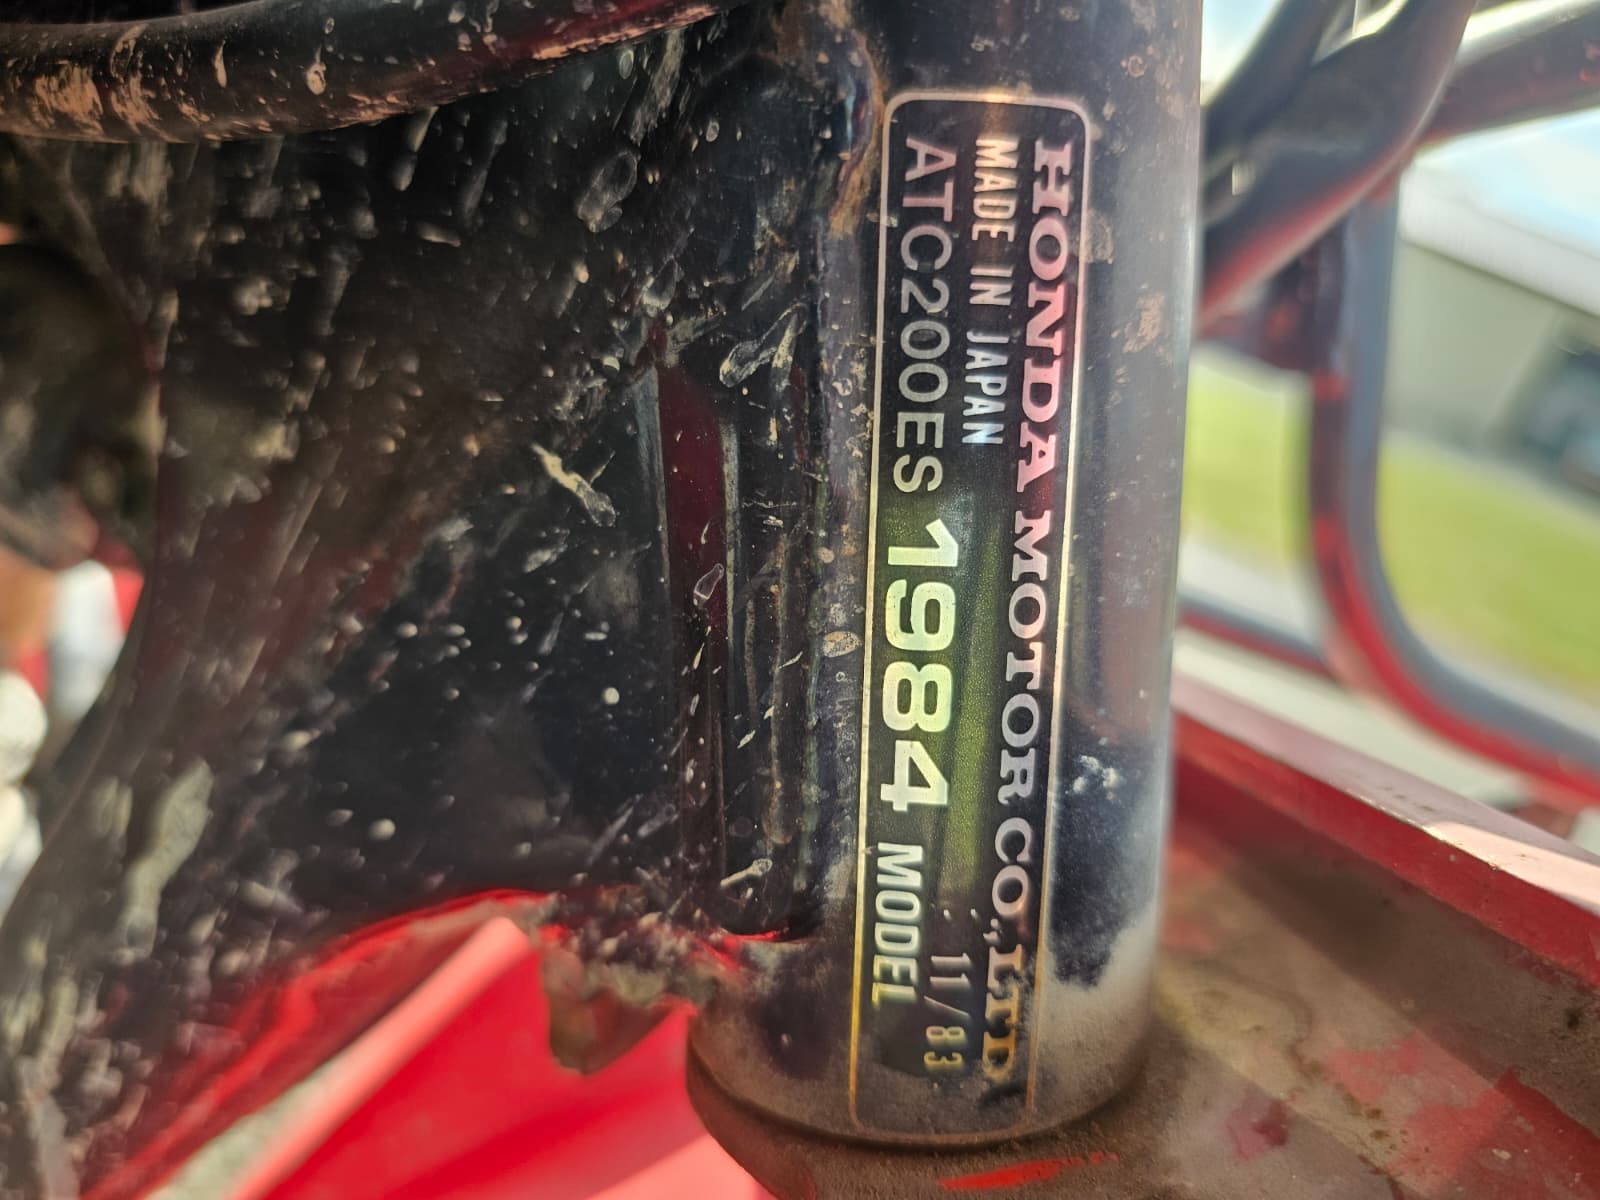 HONDA MOTOR CO., LTD.
MADE IN JAPAN 11/83
ATC200ES 1984 MODEL